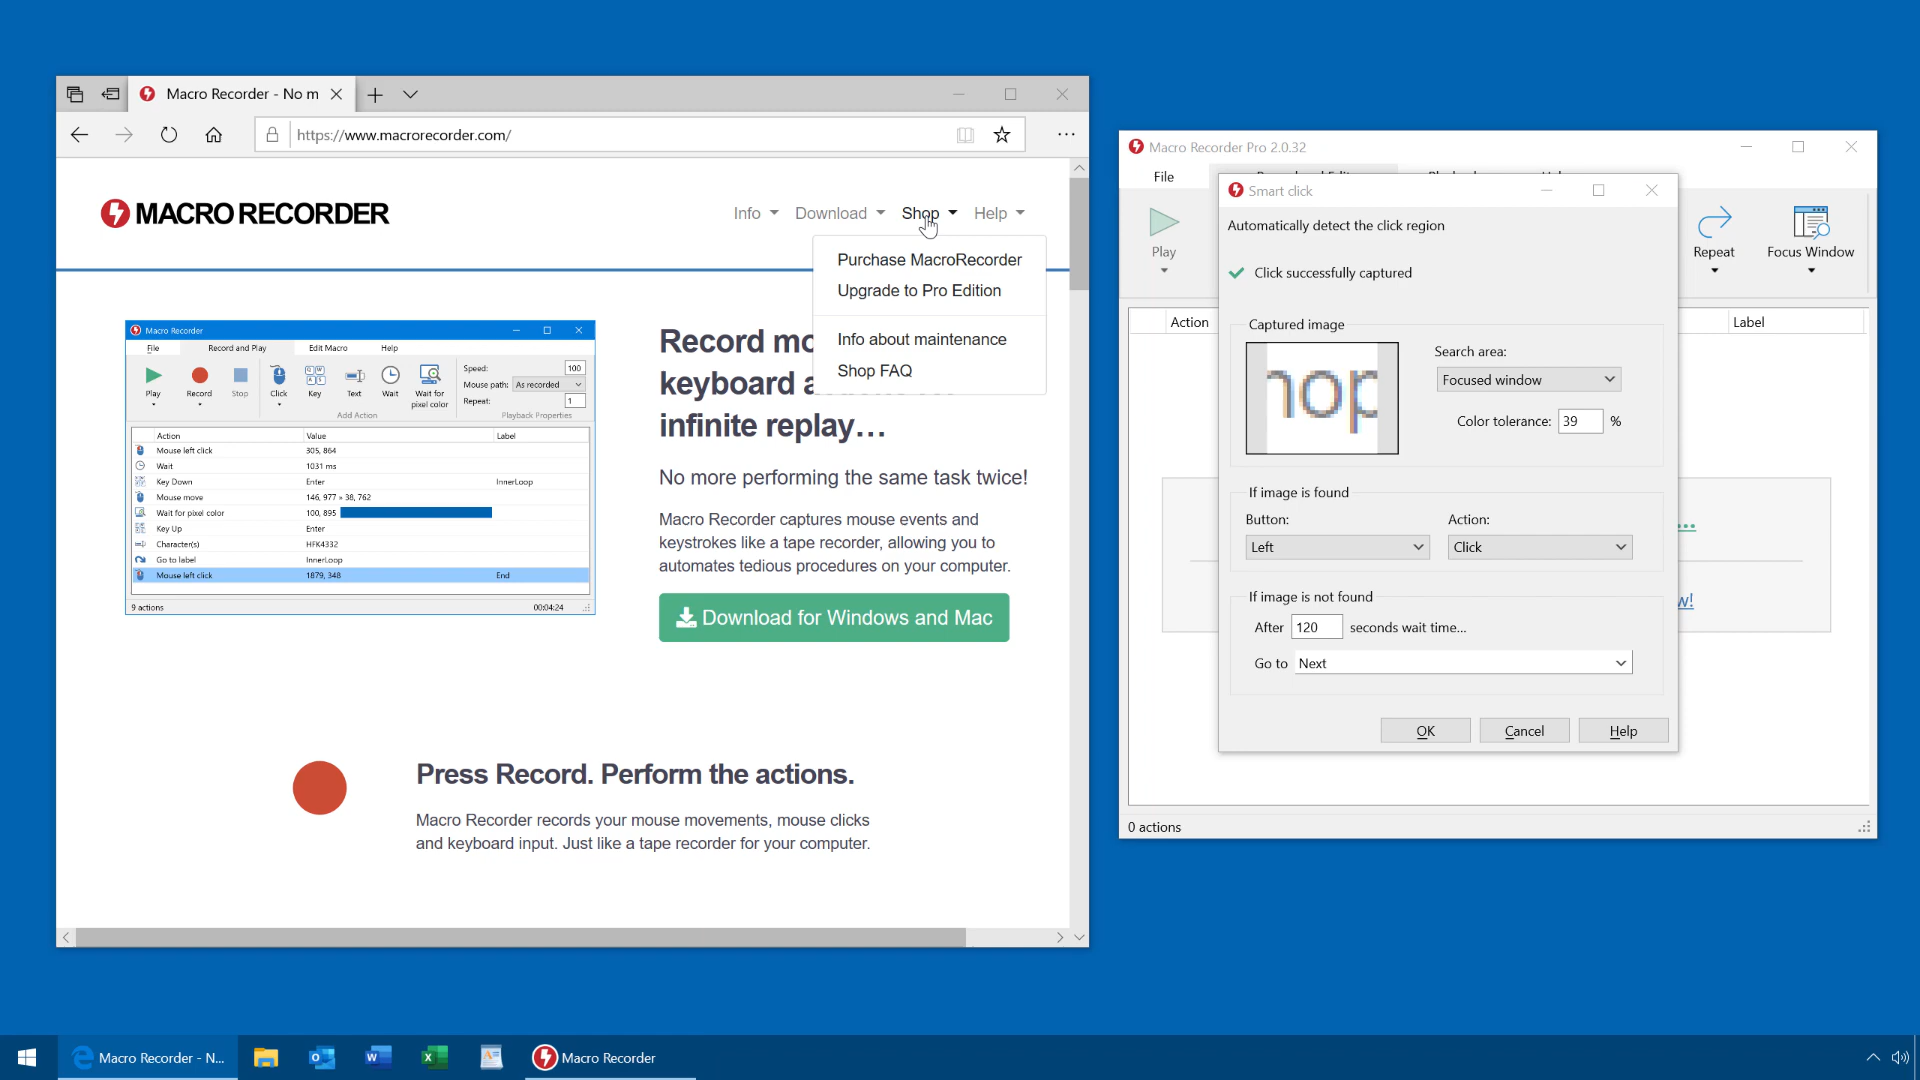 Macro Recorder - No m
https://www.macrorecorder.com/
MACRO RECORDER
Info
Download
Shop
Help
Purchase MacroRecorder
Upgrade to Pro Edition
Info about maintenance
Shop FAQ
Macro Recorder
File
Record and Play
Edit Macro
Help
Play
Record
Stop
Click
Key
Text
Wait
Wait for
pixel color
Add Action
Speed:
100
Mouse path:
As recorded
Repeat:
1
Playback Properties
Action
Value
Label
Mouse left click
305, 864
Wait
1031 ms
Key Down
Enter
InnerLoop
Mouse move
146, 977 » 38, 762
Wait for pixel color
100, 895
Key Up
Enter
Character(s)
HFK4332
Go to label
InnerLoop
Mouse left click
1879, 348
End
9 actions
00:04:24
Record mo
keyboard a
infinite replay…
No more performing the same task twice!
Macro Recorder captures mouse events and
keystrokes like a tape recorder, allowing you to
automates tedious procedures on your computer.
Download for Windows and Mac
Press Record. Perform the actions.
Macro Recorder records your mouse movements, mouse clicks
and keyboard input. Just like a tape recorder for your computer.
Macro Recorder Pro 2.0.32
File
Play
Repeat
Focus Window
Action
Label
w!
0 actions
Smart click
Automatically detect the click region
Click successfully captured
Captured image
hop
Search area:
Focused window
Color tolerance:
39
%
If image is found
Button:
Action:
Left
Click
If image is not found
After 120 seconds wait time...
Go to Next
OK
Cancel
Help
Macro Recorder - N...
Macro Recorder